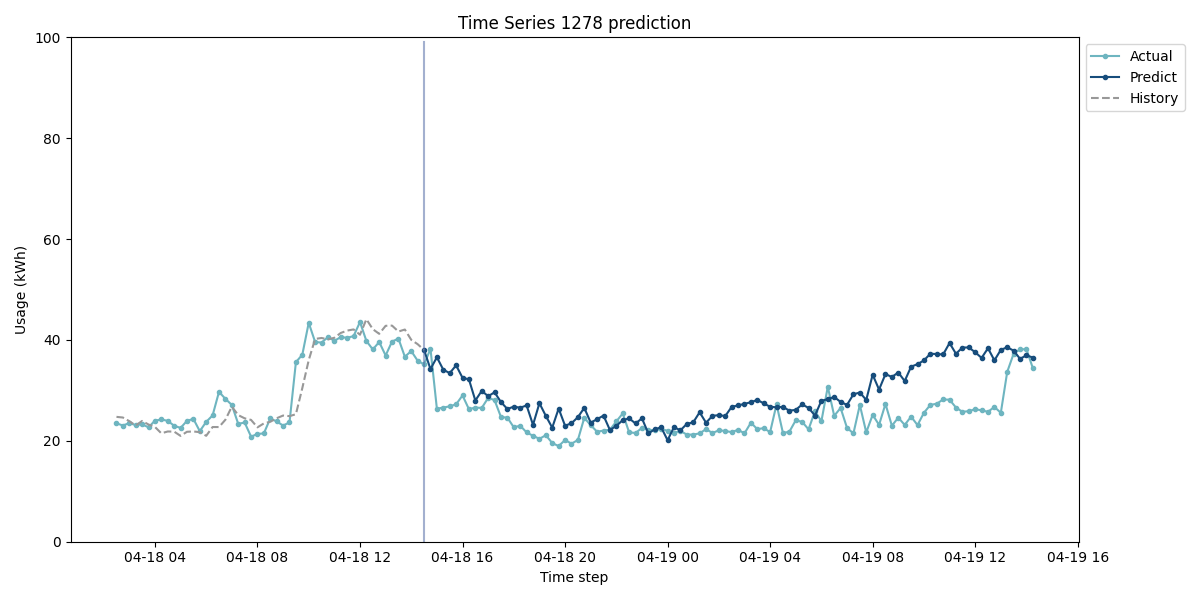 Time Series 1278 prediction
Actual
Predict
History
Usage (kWh)
100
80
60
40
20
0
04-18 04
04-18 08
04-18 12
04-18 16
04-18 20
04-19 00
04-19 04
04-19 08
04-19 12
04-19 16
Time step